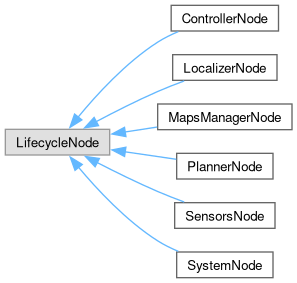 ControllerNode
LocalizerNode
MapsManagerNode
LifecycleNode
PlannerNode
SensorsNode
SystemNode